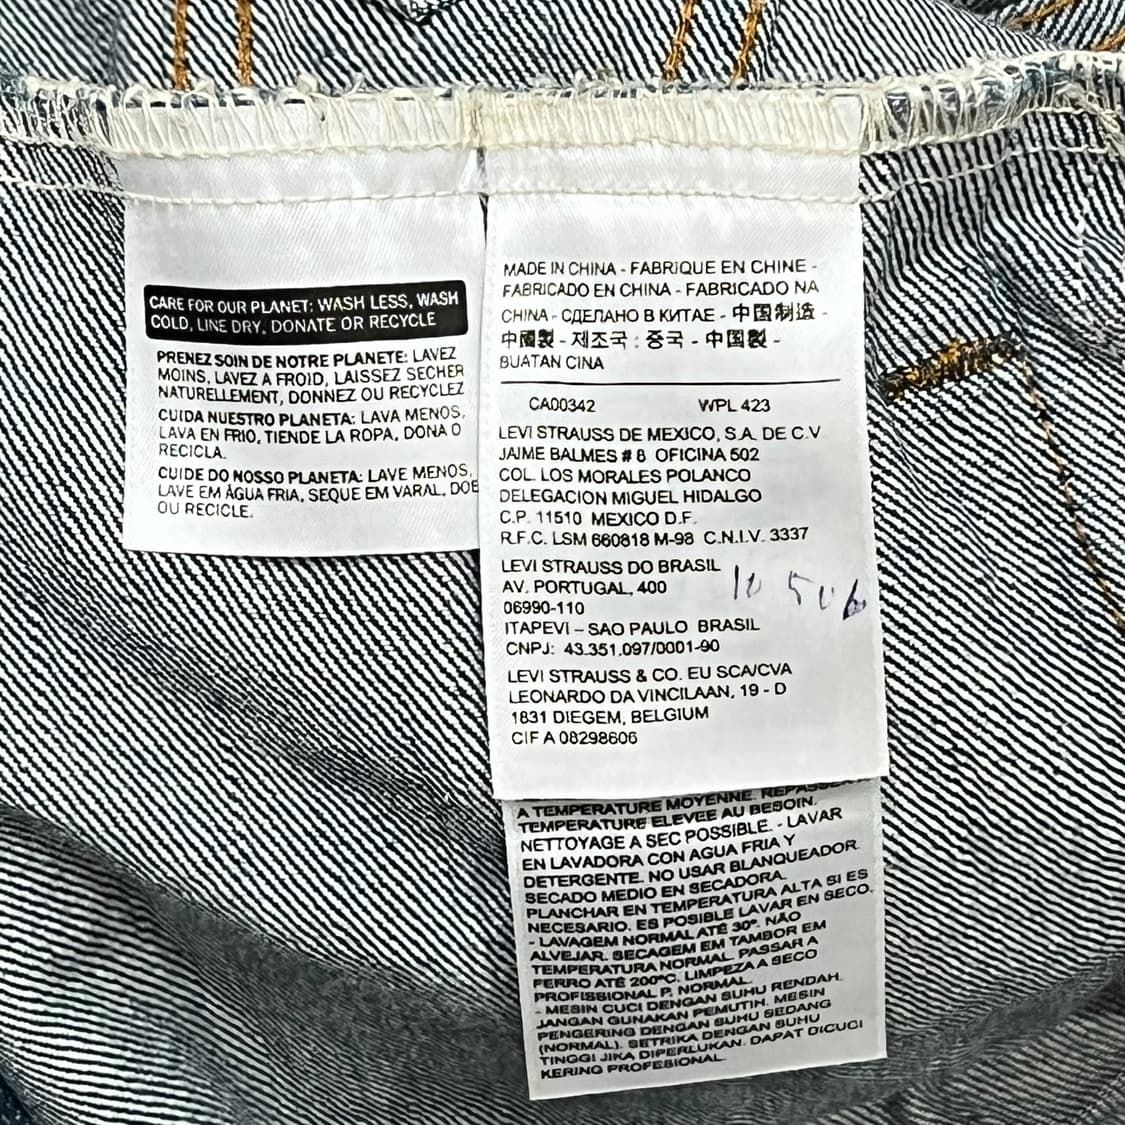 CARE FOR OUR PLANET: WASH LESS, WASH
COLD, LINE DRY, DONATE OR RECYCLE
PRENEZ SOIN DE NOTRE PLANETE: LAVEZ
MOINS, LAVEZ A FROID, LAISSEZ SECHER
NATURELLEMENT, DONNEZ OU RECYCLEZ
CUIDA NUESTRO PLANETA: LAVA MENOS,
LAVA EN FRIO, TIENDE LA ROPA, DONA O
RECICLA.
CUIDE DO NOSSO PLANETA: LAVE MENOS,
LAVE EM ÁGUA FRIA, SEQUE EM VARAL, DOE
OU RECICLE.
MADE IN CHINA - FABRIQUE EN CHINE -
FABRICADO EN CHINA - FABRICADO NA
CHINA - СДЕЛАНО В КИТАЕ - 中国制造 -
中國製 - 제조국 : 중국 - 中国製 -
BUATAN CINA
CA00342 WPL 423
LEVI STRAUSS DE MEXICO, S.A. DE C.V
JAIME BALMES # 8 OFICINA 502
COL. LOS MORALES POLANCO
DELEGACION MIGUEL HIDALGO
C.P. 11510 MEXICO D.F.
R.F.C. LSM 660818 M-98 C.N.I.V. 3337
LEVI STRAUSS DO BRASIL
AV. PORTUGAL, 400
06990-110
ITAPEVI – SAO PAULO BRASIL
CNPJ: 43.351.097/0001-90
LEVI STRAUSS & CO. EU SCA/CVA
LEONARDO DA VINCILAAN, 19 - D
1831 DIEGEM, BELGIUM
CIF A 08298606
A TEMPERATURE MOYENNE. REPASSER
TEMPERATURE ELEVEE AU BESOIN.
NETTOYAGE A SEC POSSIBLE. - LAVAR
EN LAVADORA CON AGUA FRIA Y
DETERGENTE. NO USAR BLANQUEADOR.
SECADO MEDIO EN SECADORA.
PLANCHAR EN TEMPERATURA ALTA SI ES
NECESARIO. ES POSIBLE LAVAR EN SECO.
- LAVAGEM NORMAL ATÉ 30°. NÃO
ALVEJAR. SECAGEM EM TAMBOR EM
TEMPERATURA NORMAL. PASSAR A
FERRO ATÉ 200°C. LIMPEZA A SECO
PROFISSIONAL P, NORMAL.
- MESIN CUCI DENGAN SUHU RENDAH.
JANGAN GUNAKAN PEMUTIH. MESIN
PENGERING DENGAN SUHU SEDANG
(NORMAL). SETRIKA DENGAN SUHU
TINGGI JIKA DIPERLUKAN. DAPAT DICUCI
KERING PROFESIONAL.